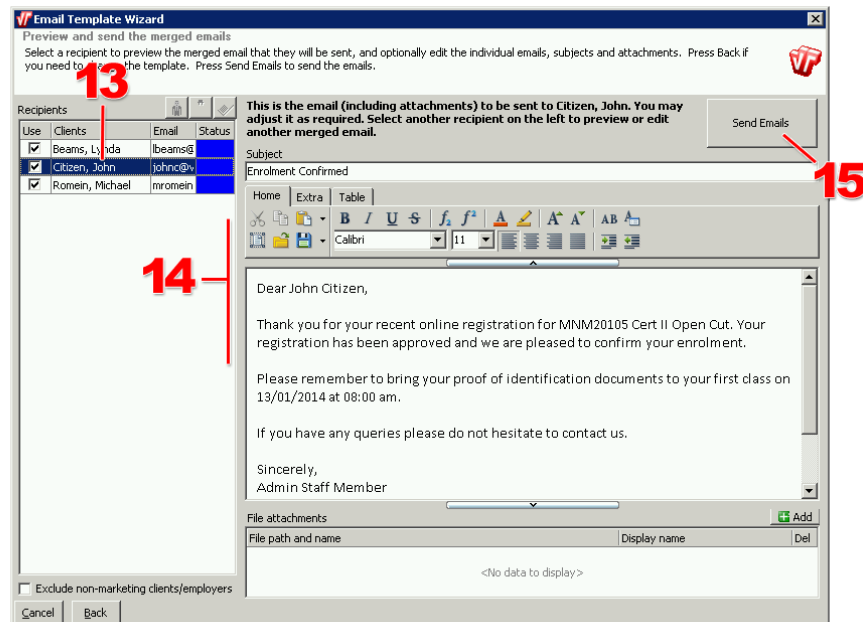 Email Template Wizard
Preview and send the merged emails
Select a recipient to preview the merged email that they will be sent, and optionally edit the individual emails, subjects and attachments. Press Back if
you need to the template. Press Send Emails to send the emails.
13
Recipients
Use Clients Email Status
Beams, Lynda lbeams@
Citizen, John johnc@
Romein, Michael mromein
14
Exclude non-marketing clients/employers
Cancel Back
This is the email (including attachments) to be sent to Citizen, John. You may
adjust it as required. Select another recipient on the left to preview or edit
another merged email.
Send Emails
15
Subject
Enrolment Confirmed
Home Extra Table
B I U S f₂ f² A A A AB A
Calibri 11
Dear John Citizen,
Thank you for your recent online registration for MNM20105 Cert II Open Cut. Your
registration has been approved and we are pleased to confirm your enrolment.
Please remember to bring your proof of identification documents to your first class on
13/01/2014 at 08:00 am.
If you have any queries please do not hesitate to contact us.
Sincerely,
Admin Staff Member
File attachments
Add
File path and name Display name Del
<No data to display>